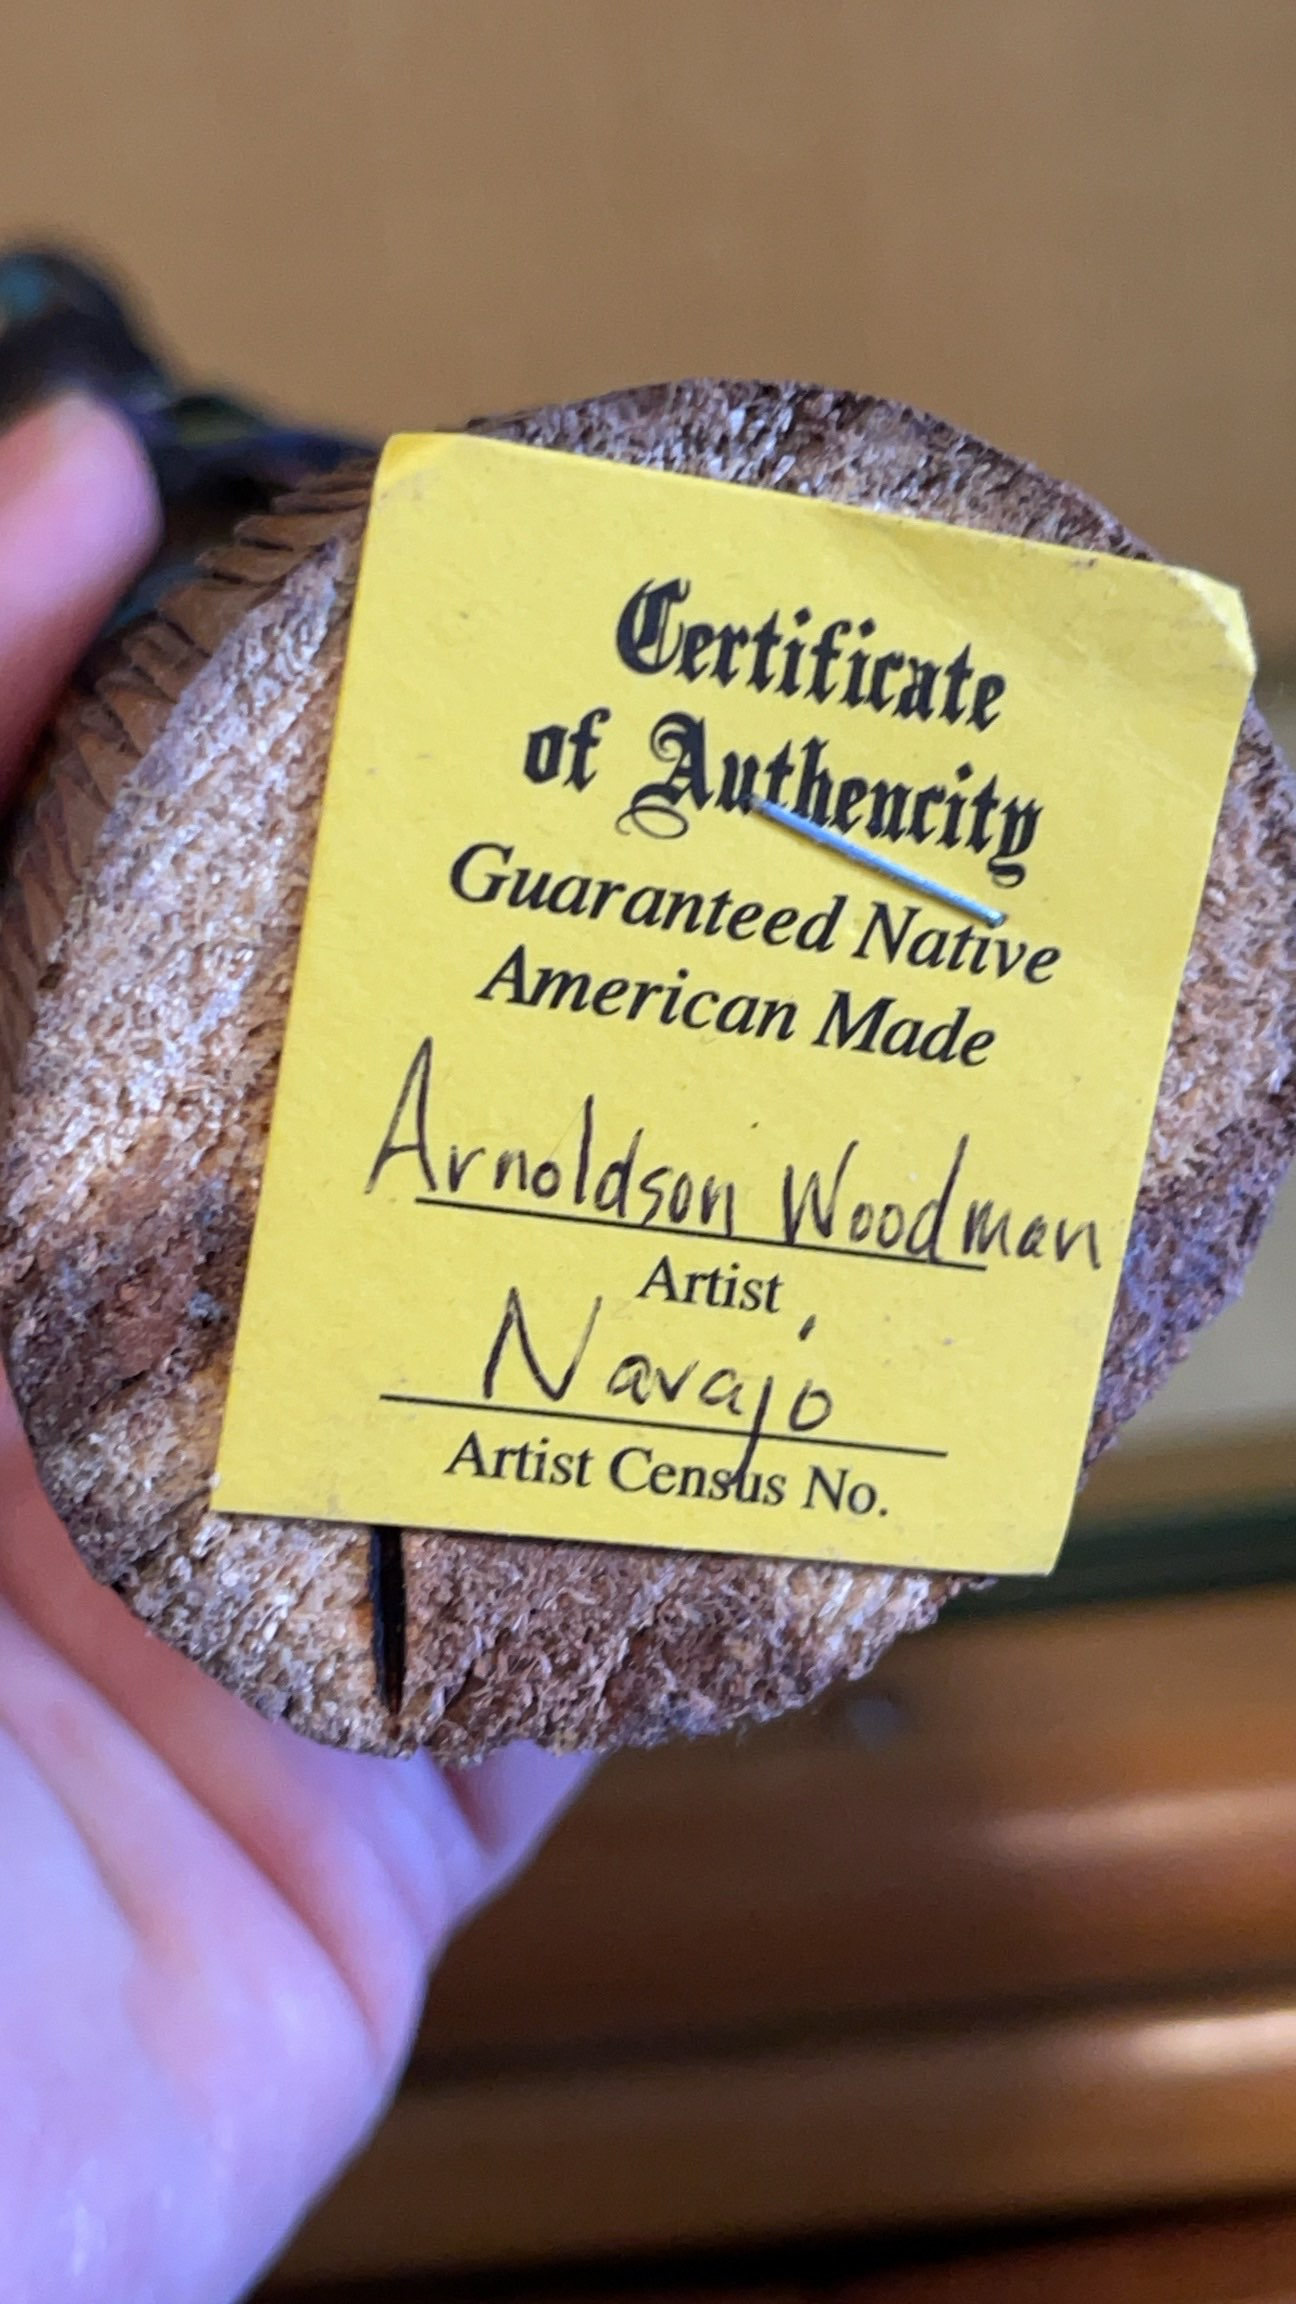 Certificate
of Authencity
Guaranteed Native
American Made
Arnoldson Woodman
Artist
Navajo
Artist Census No.